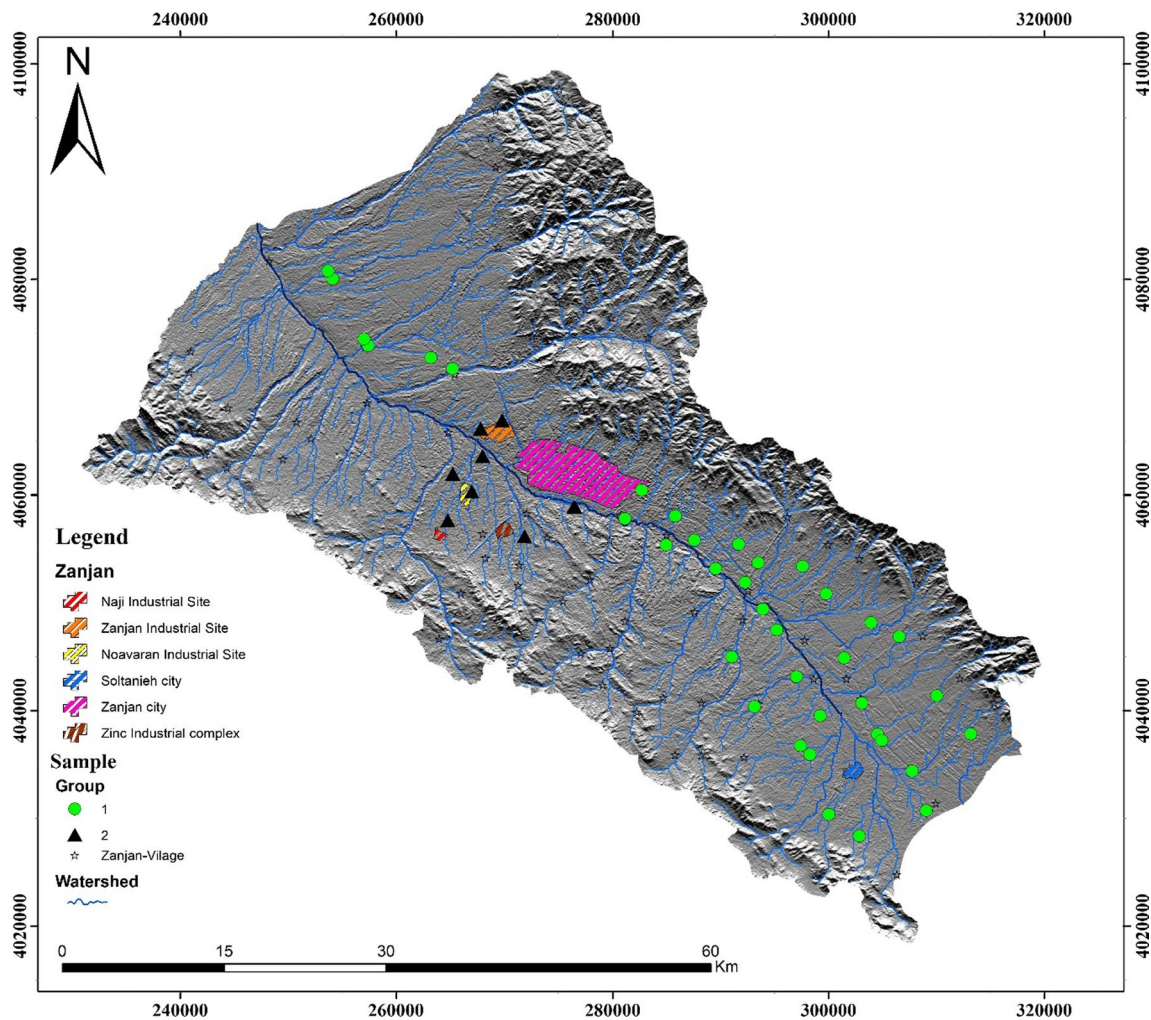 240000 260000 280000 300000 320000
N
4100000 4100000
4080000 4080000
4060000 4060000
Legend
Zanjan
Naji Industrial Site
Zanjan Industrial Site
Noavaran Industrial Site
Soltanieh city
Zanjan city
Zinc Industrial complex
4040000 4040000
Sample
Group
1
2
Zanjan-Vilage
Watershed
4020000 4020000
0 15 30 60
Km
240000 260000 280000 300000 320000